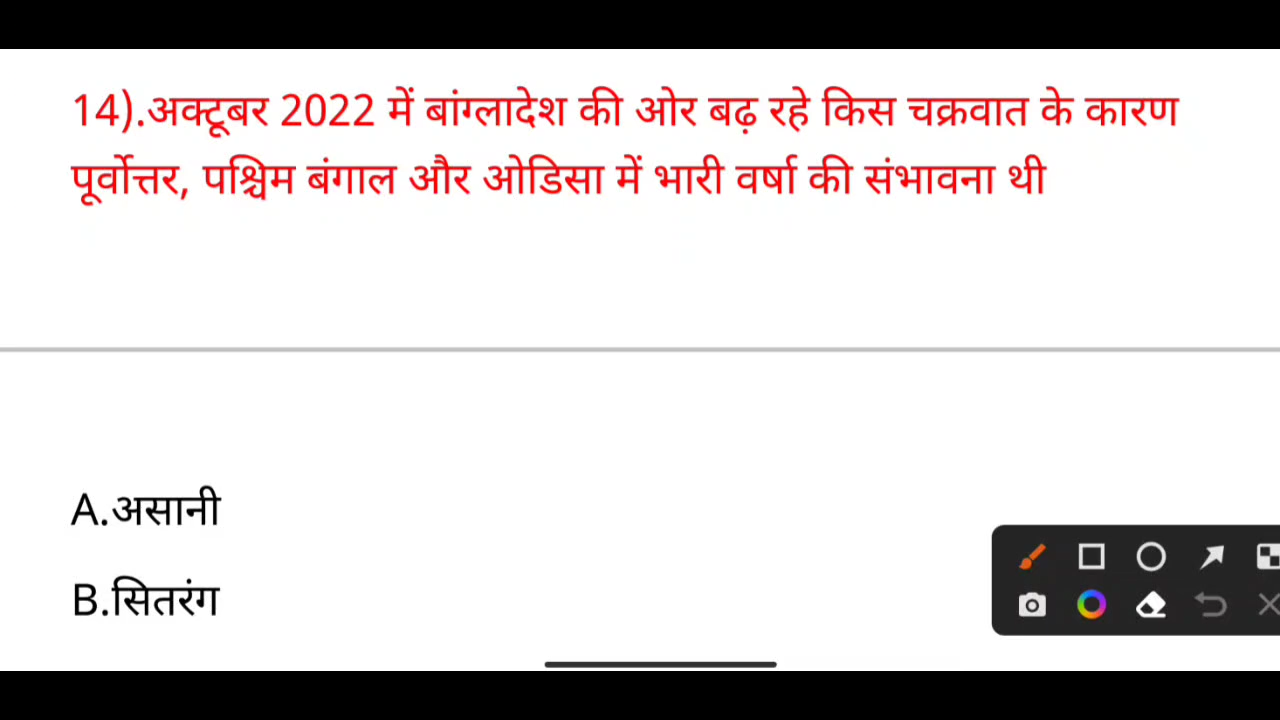 14).अक्टूबर 2022 में बांग्लादेश की ओर बढ़ रहे किस चक्रवात के कारण
पूर्वोत्तर, पश्चिम बंगाल और ओडिसा में भारी वर्षा की संभावना थी
A.असानी
B.सितरंग